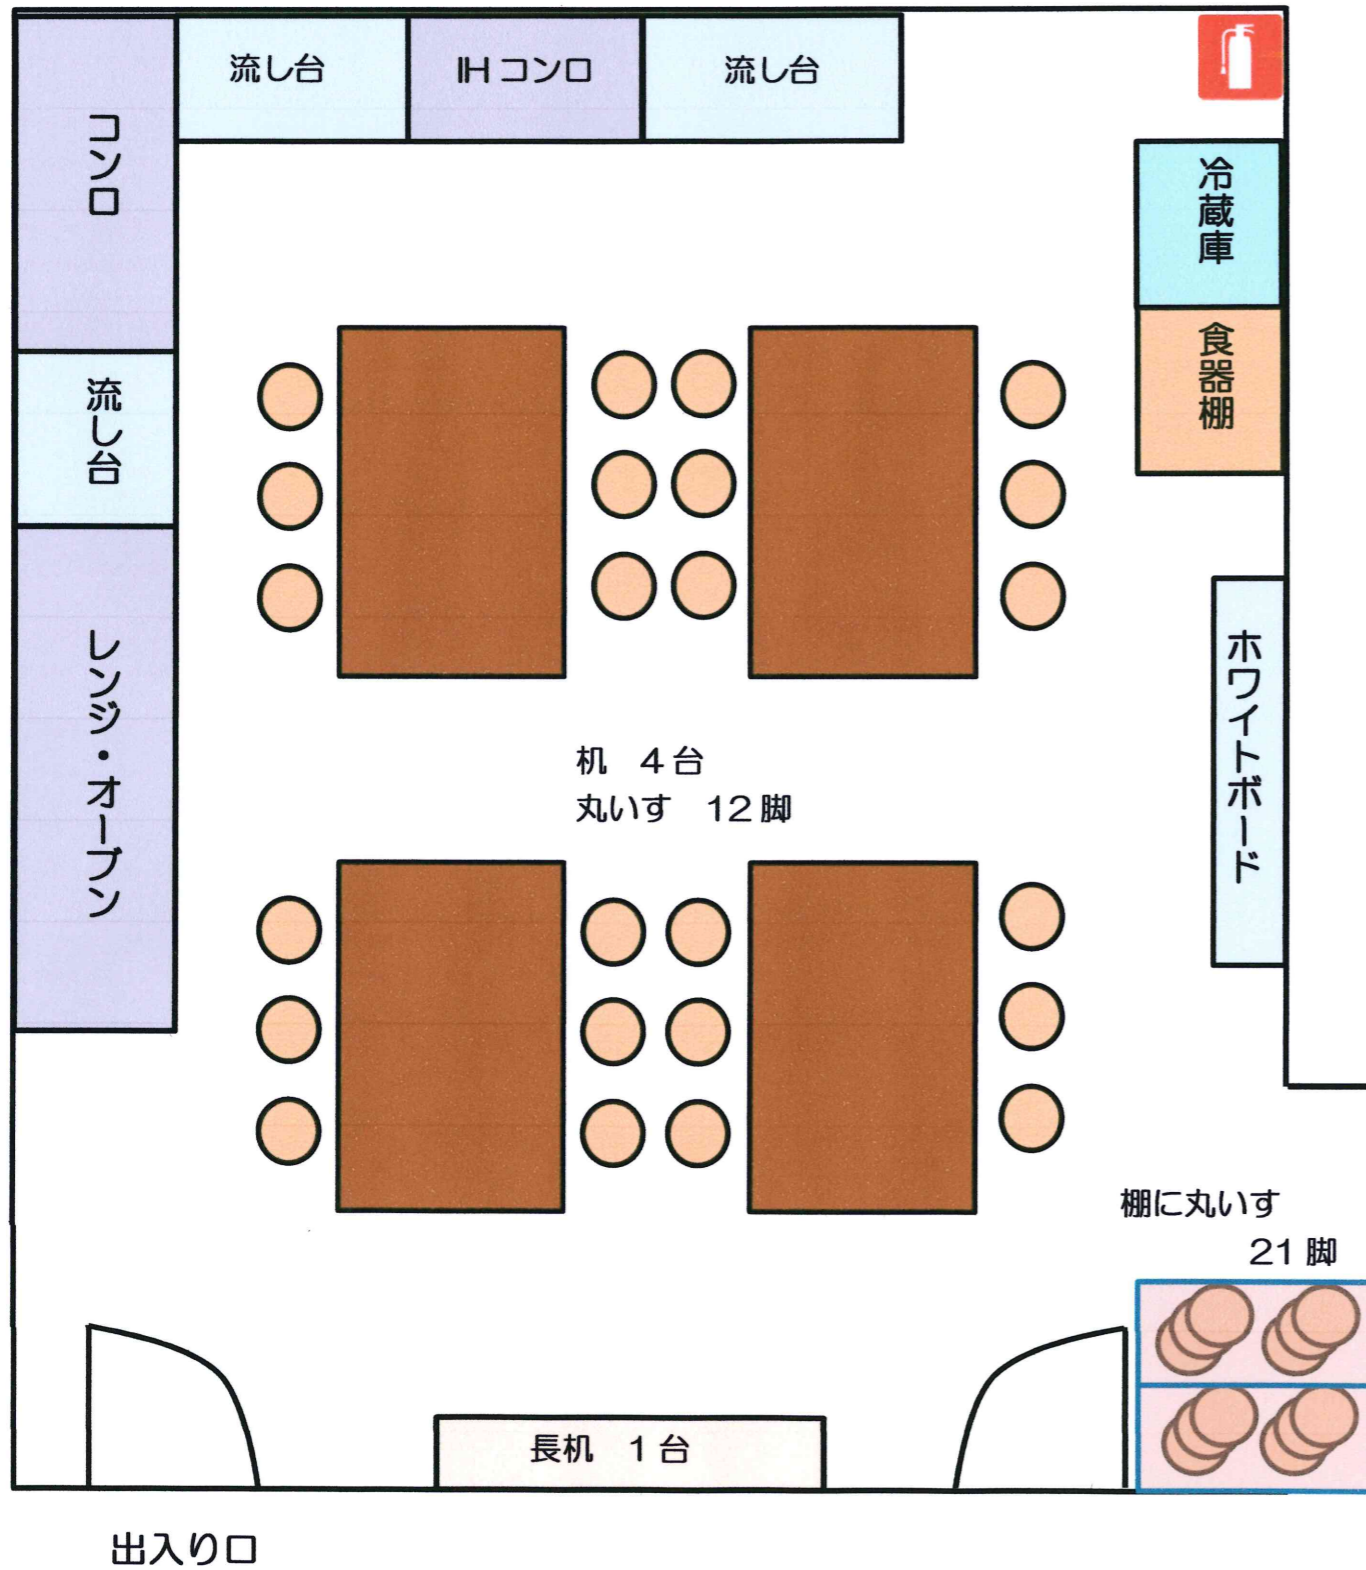 流し台
IHコンロ
流し台
コンロ
冷蔵庫
食器棚
流し台
レンジ・オーブン
ホワイトボード
机　4台
丸いす　12脚
棚に丸いす
21脚
長机　1台
出入り口